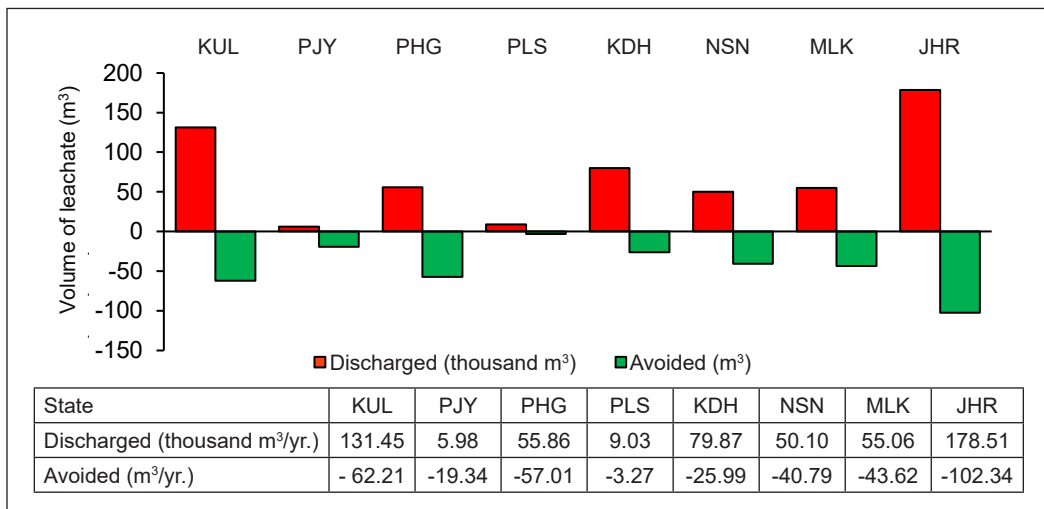 KUL PJY PHG PLS KDH NSN MLK JHR
Volume of leachate (m³)
200
150
100
50
0
-50
-100
-150
Discharged (thousand m³) Avoided (m³)
State KUL PJY PHG PLS KDH NSN MLK JHR
Discharged (thousand m³/yr.) 131.45 5.98 55.86 9.03 79.87 50.10 55.06 178.51
Avoided (m³/yr.) - 62.21 -19.34 -57.01 -3.27 -25.99 -40.79 -43.62 -102.34